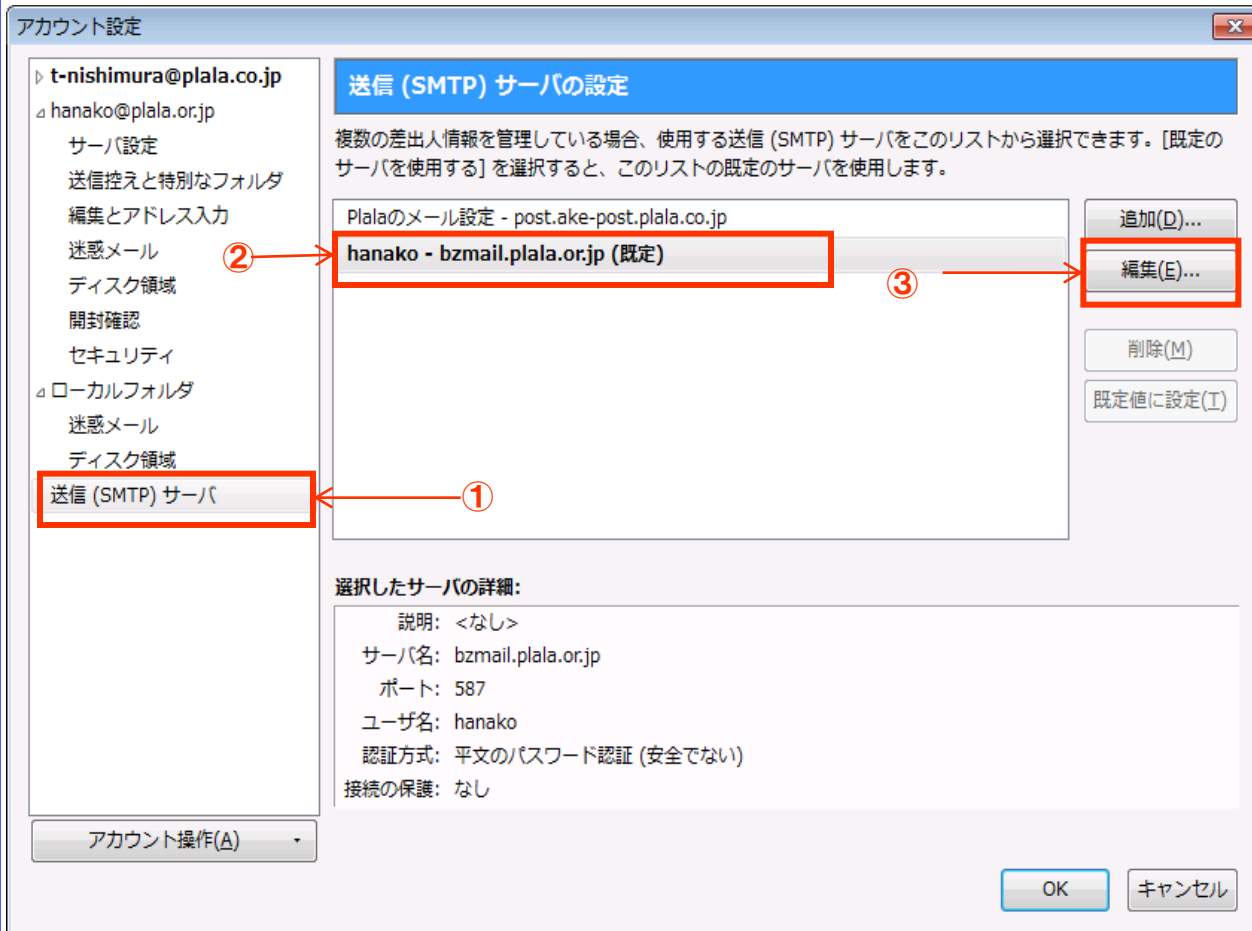 アカウント設定
t-nishimura@plala.co.jp
hanako@plala.or.jp
サーバ設定
送信控えと特別なフォルダ
編集とアドレス入力
迷惑メール
ディスク領域
開封確認
セキュリティ
ローカルフォルダ
迷惑メール
ディスク領域
送信 (SMTP) サーバ
①
アカウント操作(A)
送信 (SMTP) サーバの設定
複数の差出人情報を管理している場合、使用する送信 (SMTP) サーバをこのリストから選択できます。[既定の
サーバを使用する] を選択すると、このリストの既定のサーバを使用します。
Plalaのメール設定 - post.ake-post.plala.co.jp
②
hanako - bzmail.plala.or.jp (既定)
③
追加(D)...
編集(E)...
削除(M)
既定値に設定(T)
選択したサーバの詳細:
説明: <なし>
サーバ名: bzmail.plala.or.jp
ポート: 587
ユーザ名: hanako
認証方式: 平文のパスワード認証 (安全でない)
接続の保護: なし
OK
キャンセル